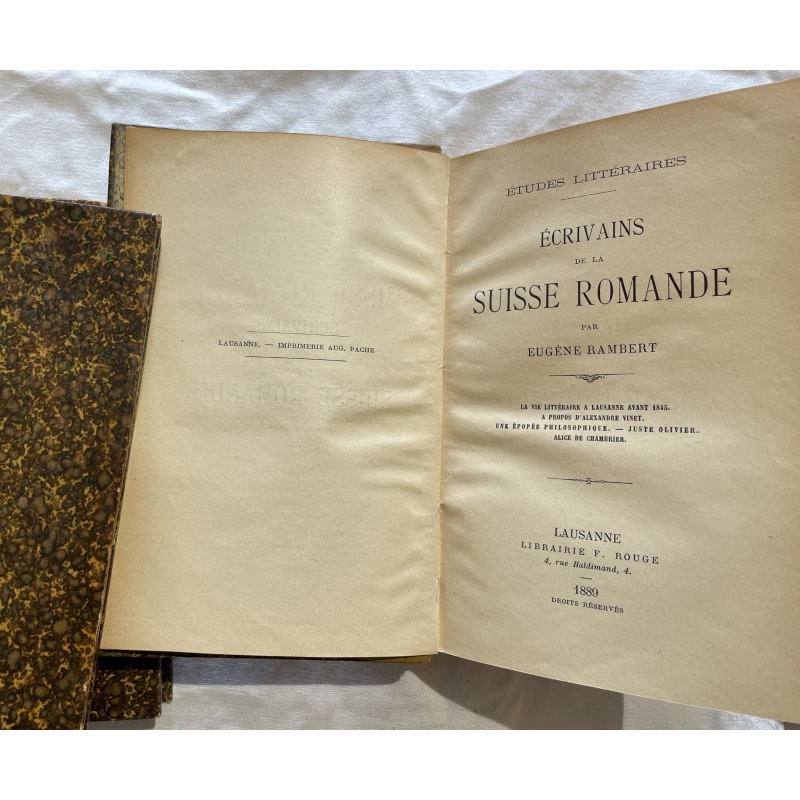 LAUSANNE. — IMPRIMERIE AUG. PACHE
ÉTUDES LITTÉRAIRES
ÉCRIVAINS
DE LA
SUISSE ROMANDE
PAR
EUGÈNE RAMBERT
LA VIE LITTÉRAIRE A LAUSANNE AVANT 1845.
A PROPOS D'ALEXANDRE VINET.
UNE ÉPOPÉE PHILOSOPHIQUE. — JUSTE OLIVIER.
ALICE DE CHAMBRIER.
LAUSANNE
LIBRAIRIE F. ROUGE
4, rue Haldimand, 4.
1889
DROITS RÉSERVÉS